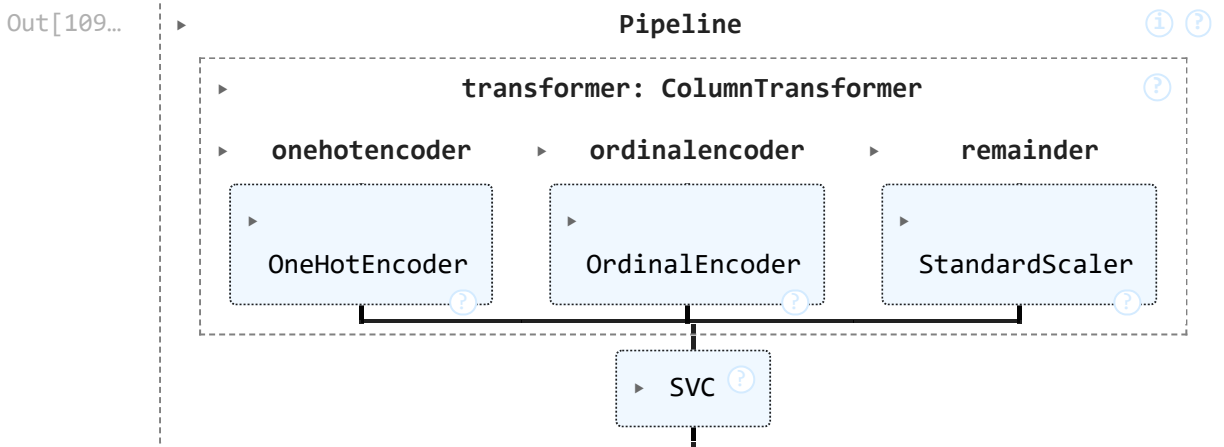 Out[109…
Pipeline
i ?
transformer: ColumnTransformer
?
onehotencoder ordinalencoder remainder
OneHotEncoder OrdinalEncoder StandardScaler
? ? ?
SVC ?